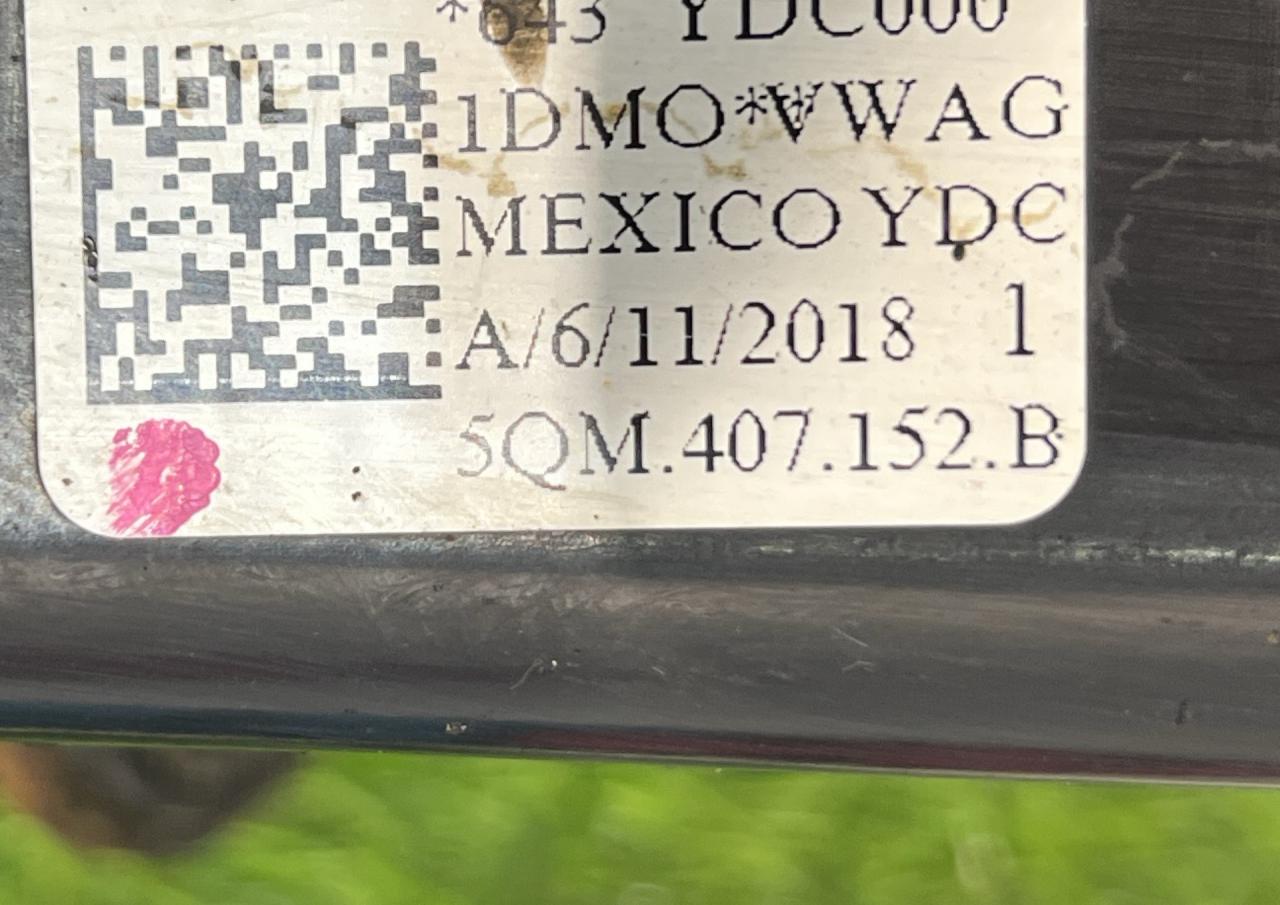 *643 YDC000
1DMO*VWAG
MEXICO YDC
A/6/11/2018 1
5QM.407.152.B